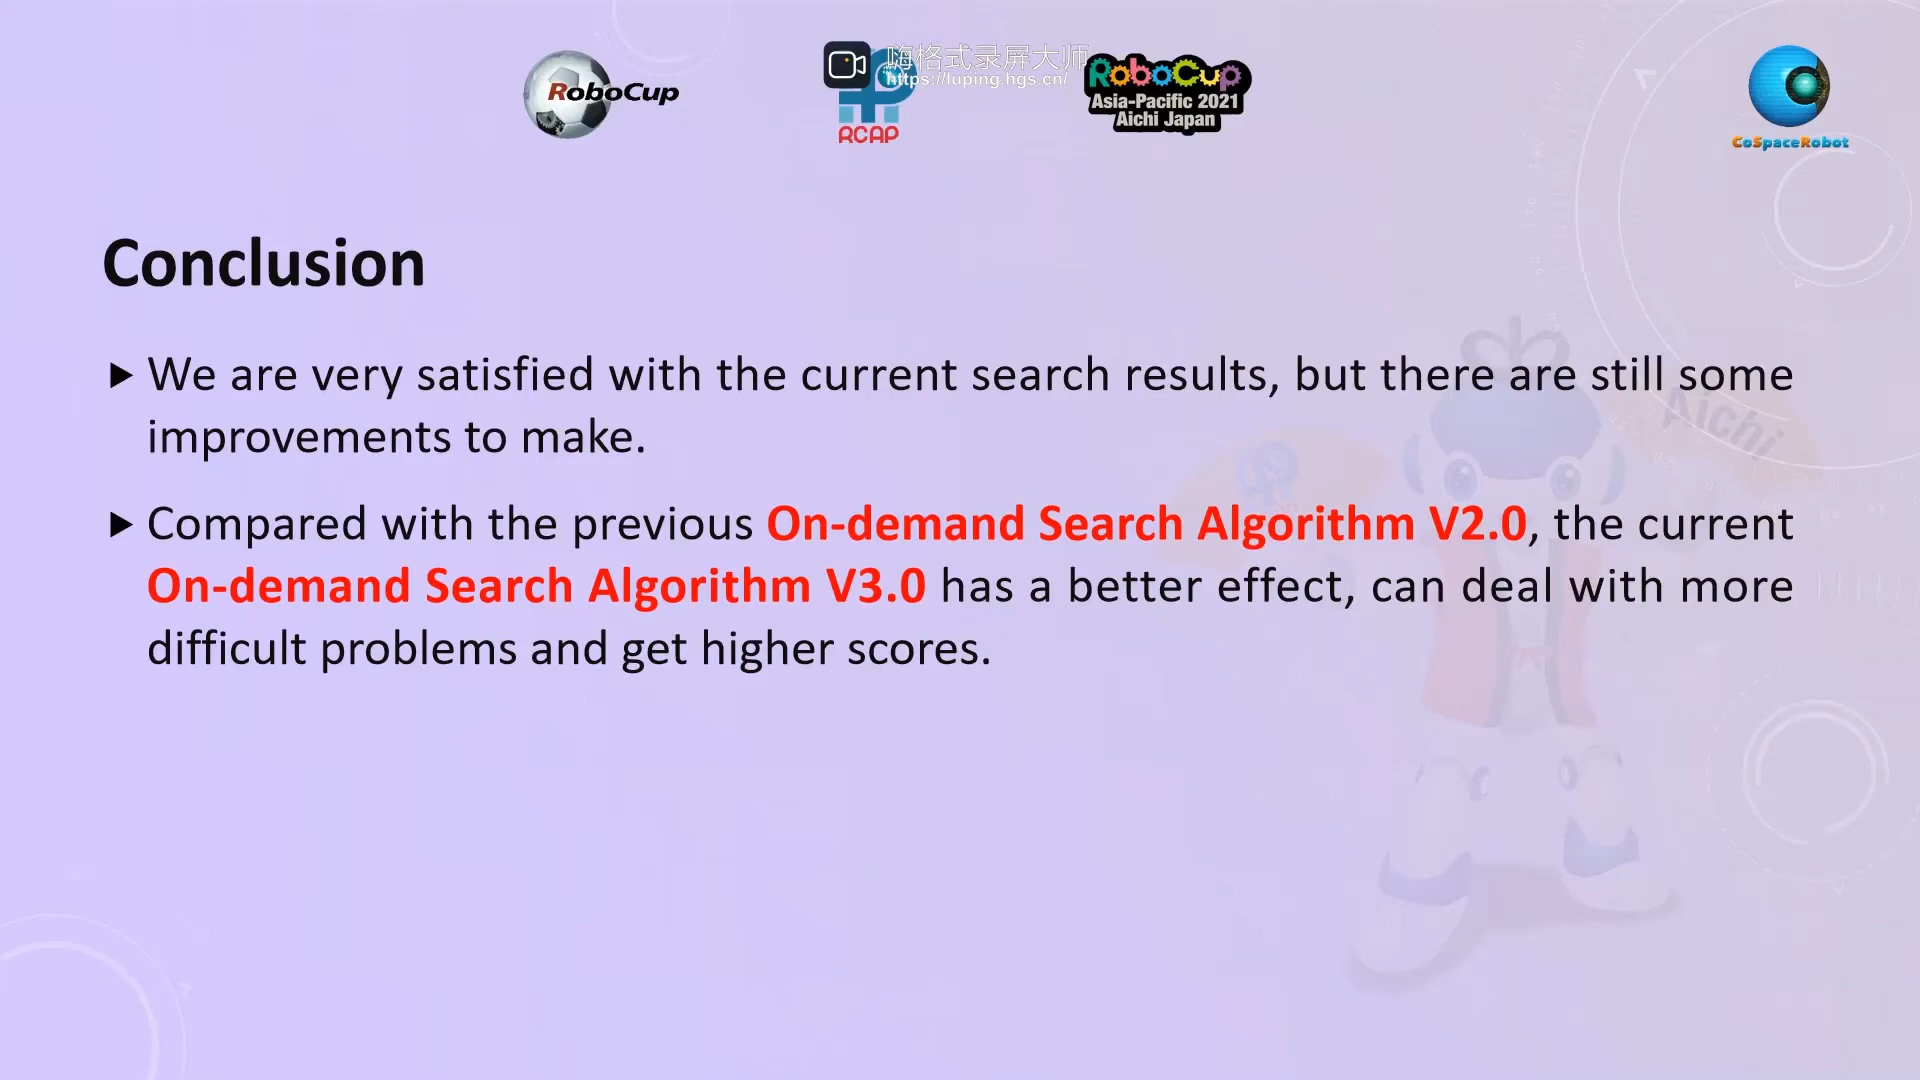 RoboCup
嗨格式录屏大师
https://luping.hgs.cn/
RCAP
RoboCup
Asia-Pacific 2021
Aichi Japan
CoSpaceRobot
Conclusion
We are very satisfied with the current search results, but there are still some
improvements to make.
Compared with the previous On-demand Search Algorithm V2.0, the current
On-demand Search Algorithm V3.0 has a better effect, can deal with more
difficult problems and get higher scores.
Aichi